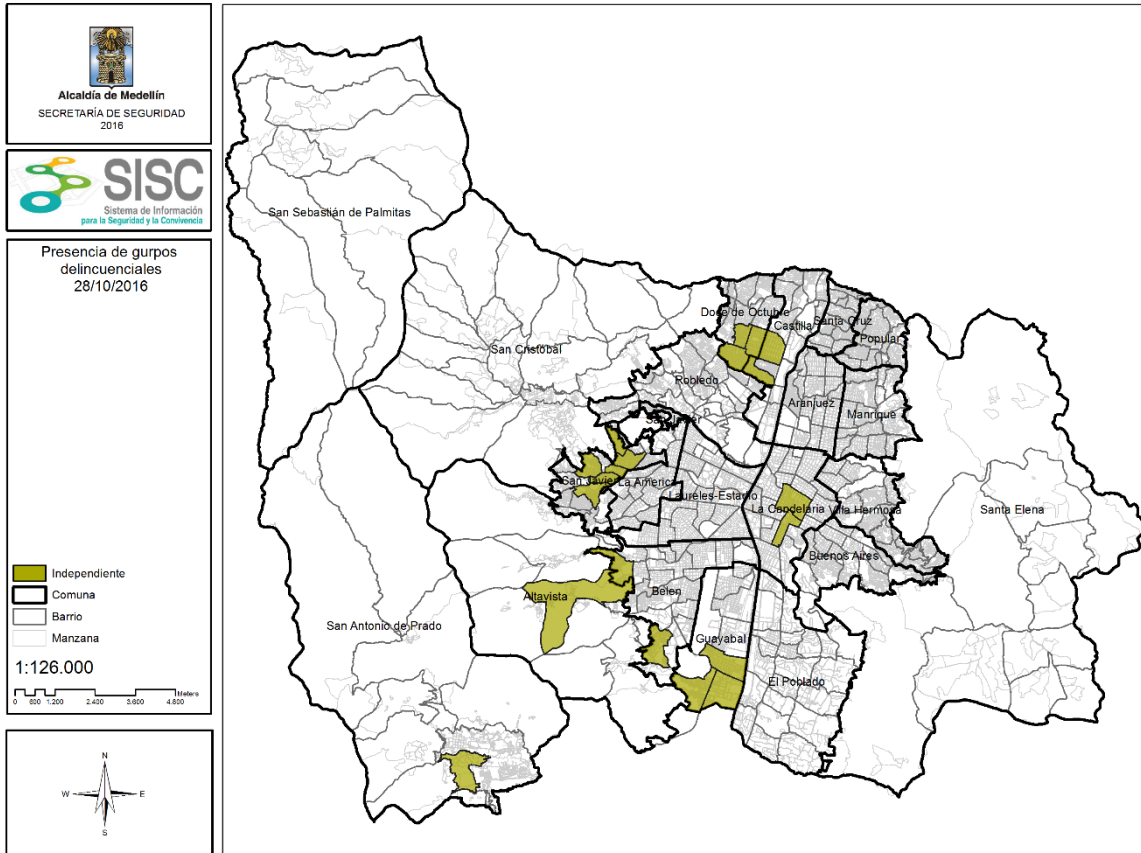 Alcaldía de Medellín
SECRETARÍA DE SEGURIDAD
2016
SISC
Sistema de Información
para la Seguridad y la Convivencia
Presencia de gurpos
delincuenciales
28/10/2016
Independiente
Comuna
Barrio
Manzana
1:126.000
Meters
0 600 1.200 2.400 3.600 4.800
N
W E
S
San Sebastián de Palmitas
Doce de Octubre
Castilla
Santa Cruz
Popular
San Cristobal
Robledo
Aranjuez
Manrique
San Javier
San Javier
La America
Laureles-Estadio
La Candelaria
Villa Hermosa
Santa Elena
Buenos Aires
Altavista
Belen
San Antonio de Prado
Guayabal
El Poblado